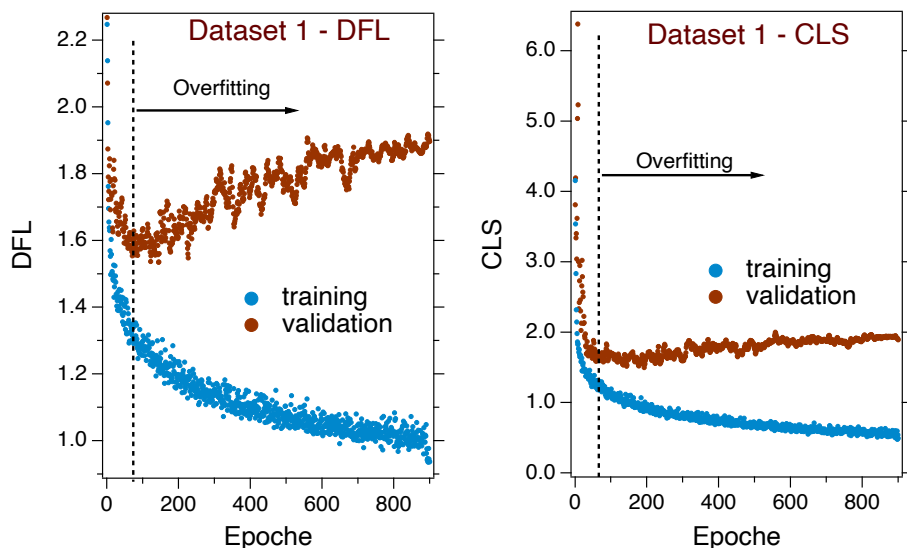 Dataset 1 - DFL
Overfitting
training
validation
DFL
2.2
2.0
1.8
1.6
1.4
1.2
1.0
0 200 400 600 800
Epoche
Dataset 1 - CLS
Overfitting
training
validation
CLS
6.0
4.0
3.0
2.0
1.0
0.0
0 200 400 600 800
Epoche